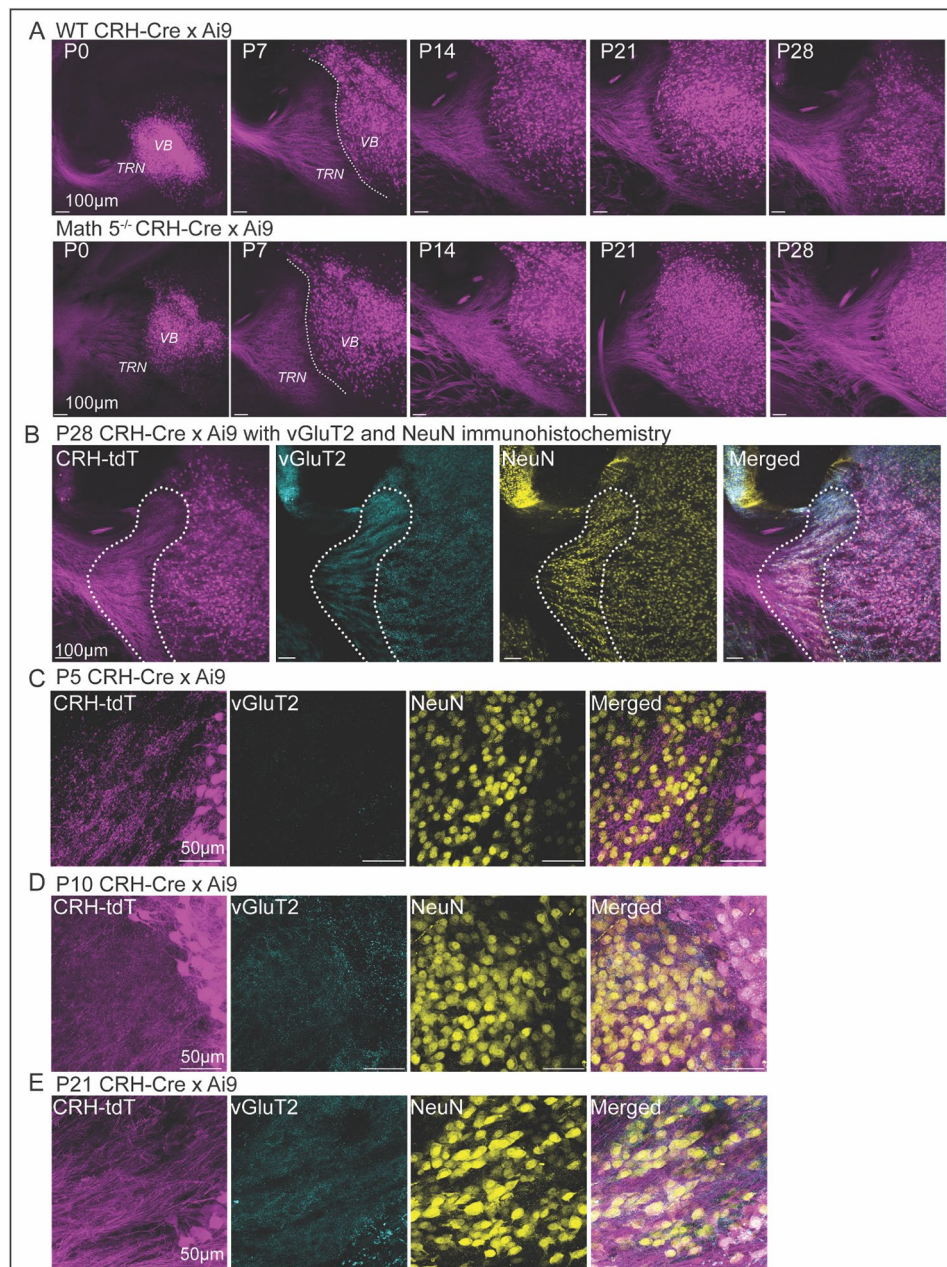 A WT CRH-Cre x Ai9
P0 P7 P14 P21 P28
VB
TRN
VB
TRN
100µm
Math 5-/- CRH-Cre x Ai9
P0 P7 P14 P21 P28
VB
VB
TRN
TRN
100µm
B P28 CRH-Cre x Ai9 with vGluT2 and NeuN immunohistochemistry
CRH-tdT vGluT2 NeuN Merged
100µm
C P5 CRH-Cre x Ai9
CRH-tdT vGluT2 NeuN Merged
50µm
D P10 CRH-Cre x Ai9
CRH-tdT vGluT2 NeuN Merged
50µm
E P21 CRH-Cre x Ai9
CRH-tdT vGluT2 NeuN Merged
50µm